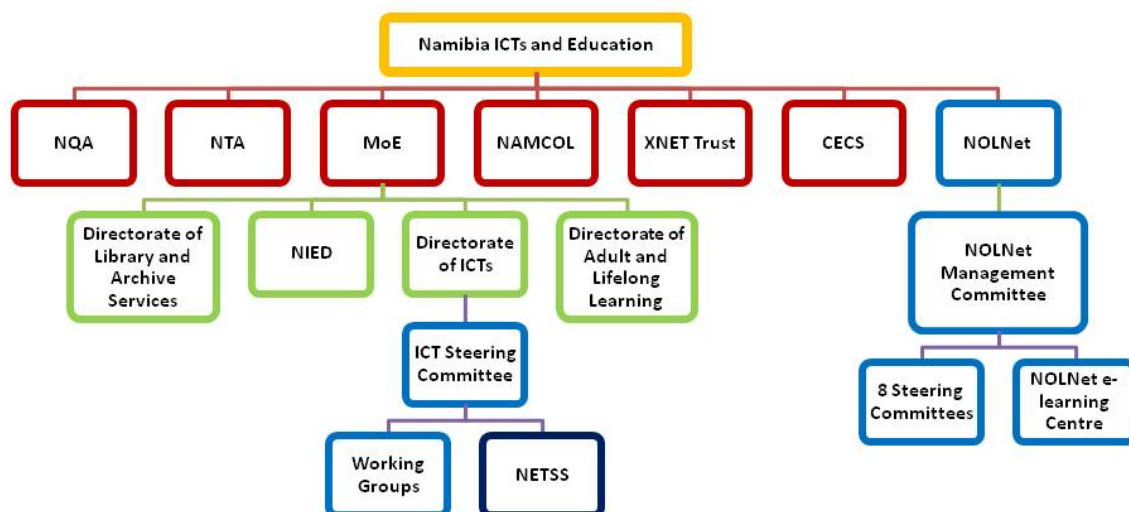 Namibia ICTs and Education
NQA
NTA
MoE
NAMCOL
XNET Trust
CECS
NOLNet
Directorate of
Library and
Archive
Services
NIED
Directorate
of ICTs
Directorate of
Adult and
Lifelong
Learning
NOLNet
Management
Committee
ICT Steering
Committee
8 Steering
Committees
NOLNet e-
learning
Centre
Working
Groups
NETSS